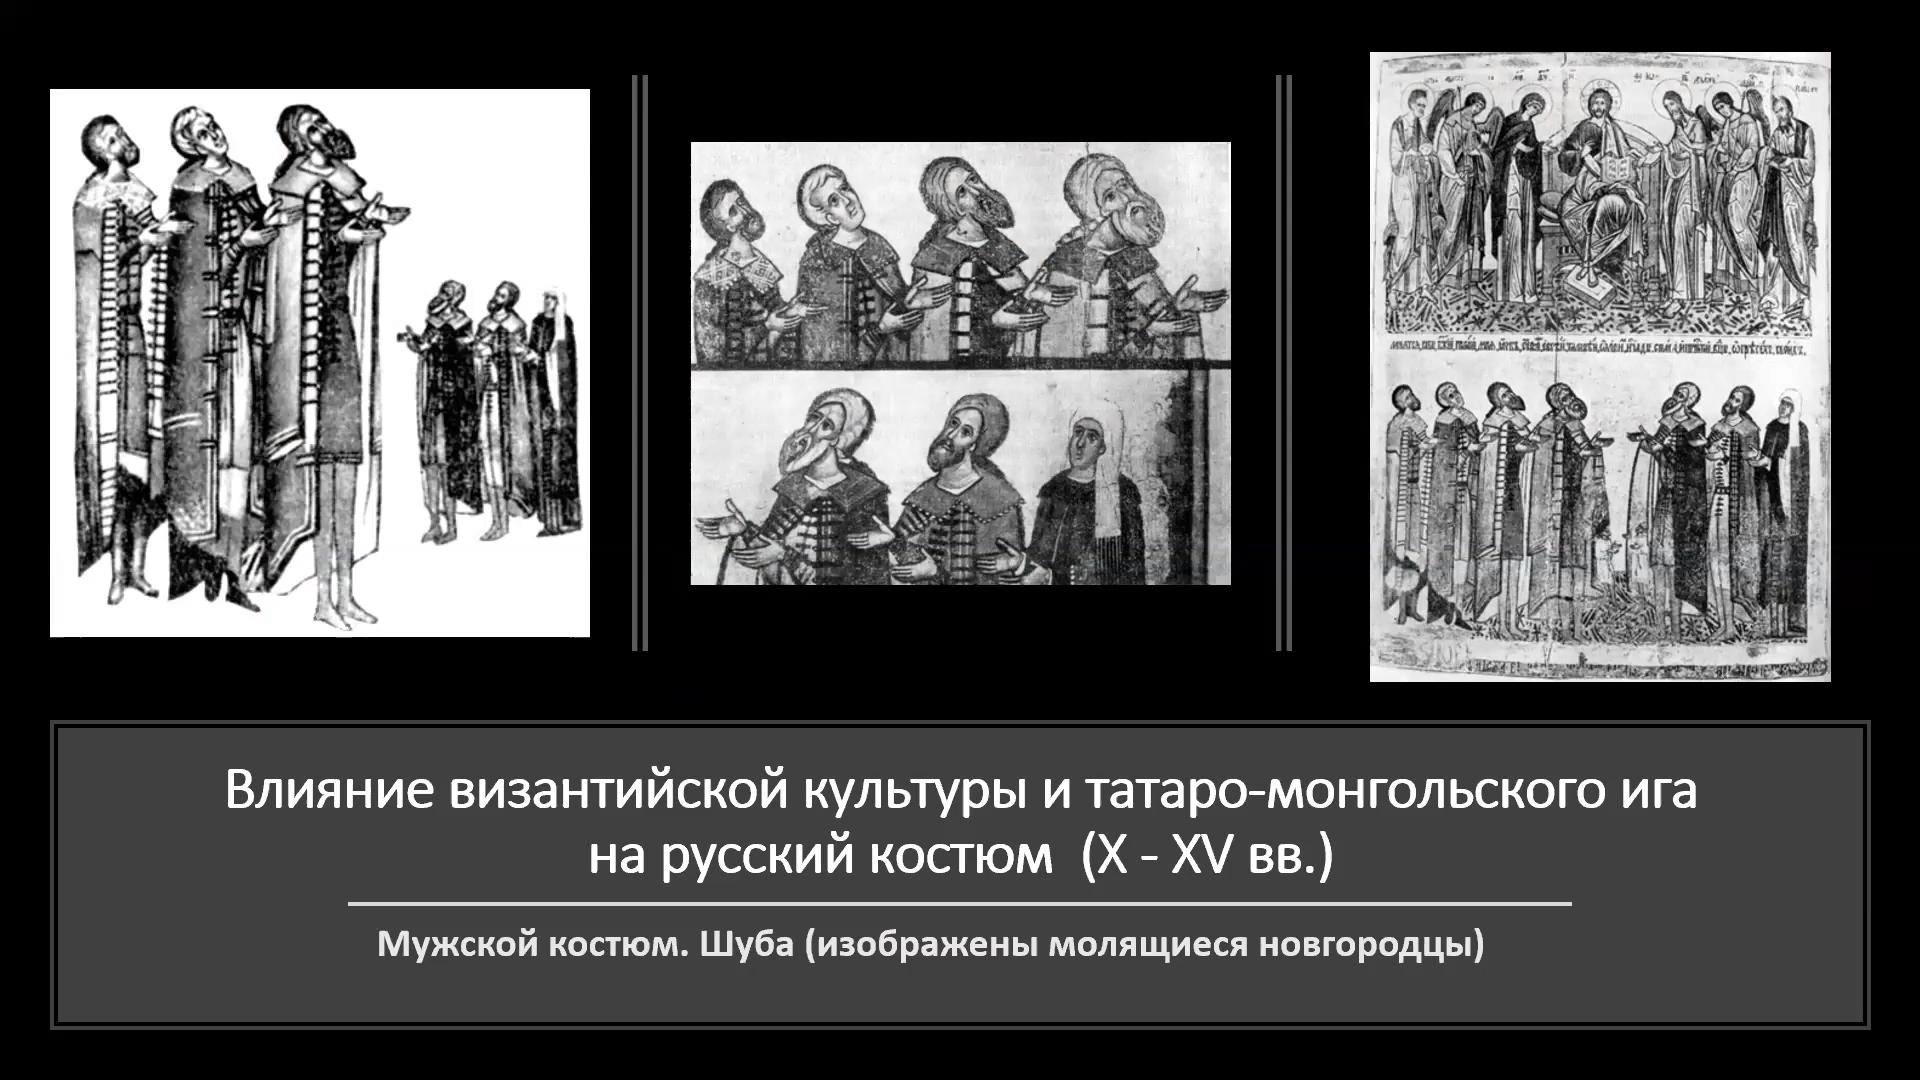 Влияние византийской культуры и татаро-монгольского ига
на русский костюм (X - XV вв.)
Мужской костюм. Шуба (изображены молящиеся новгородцы)